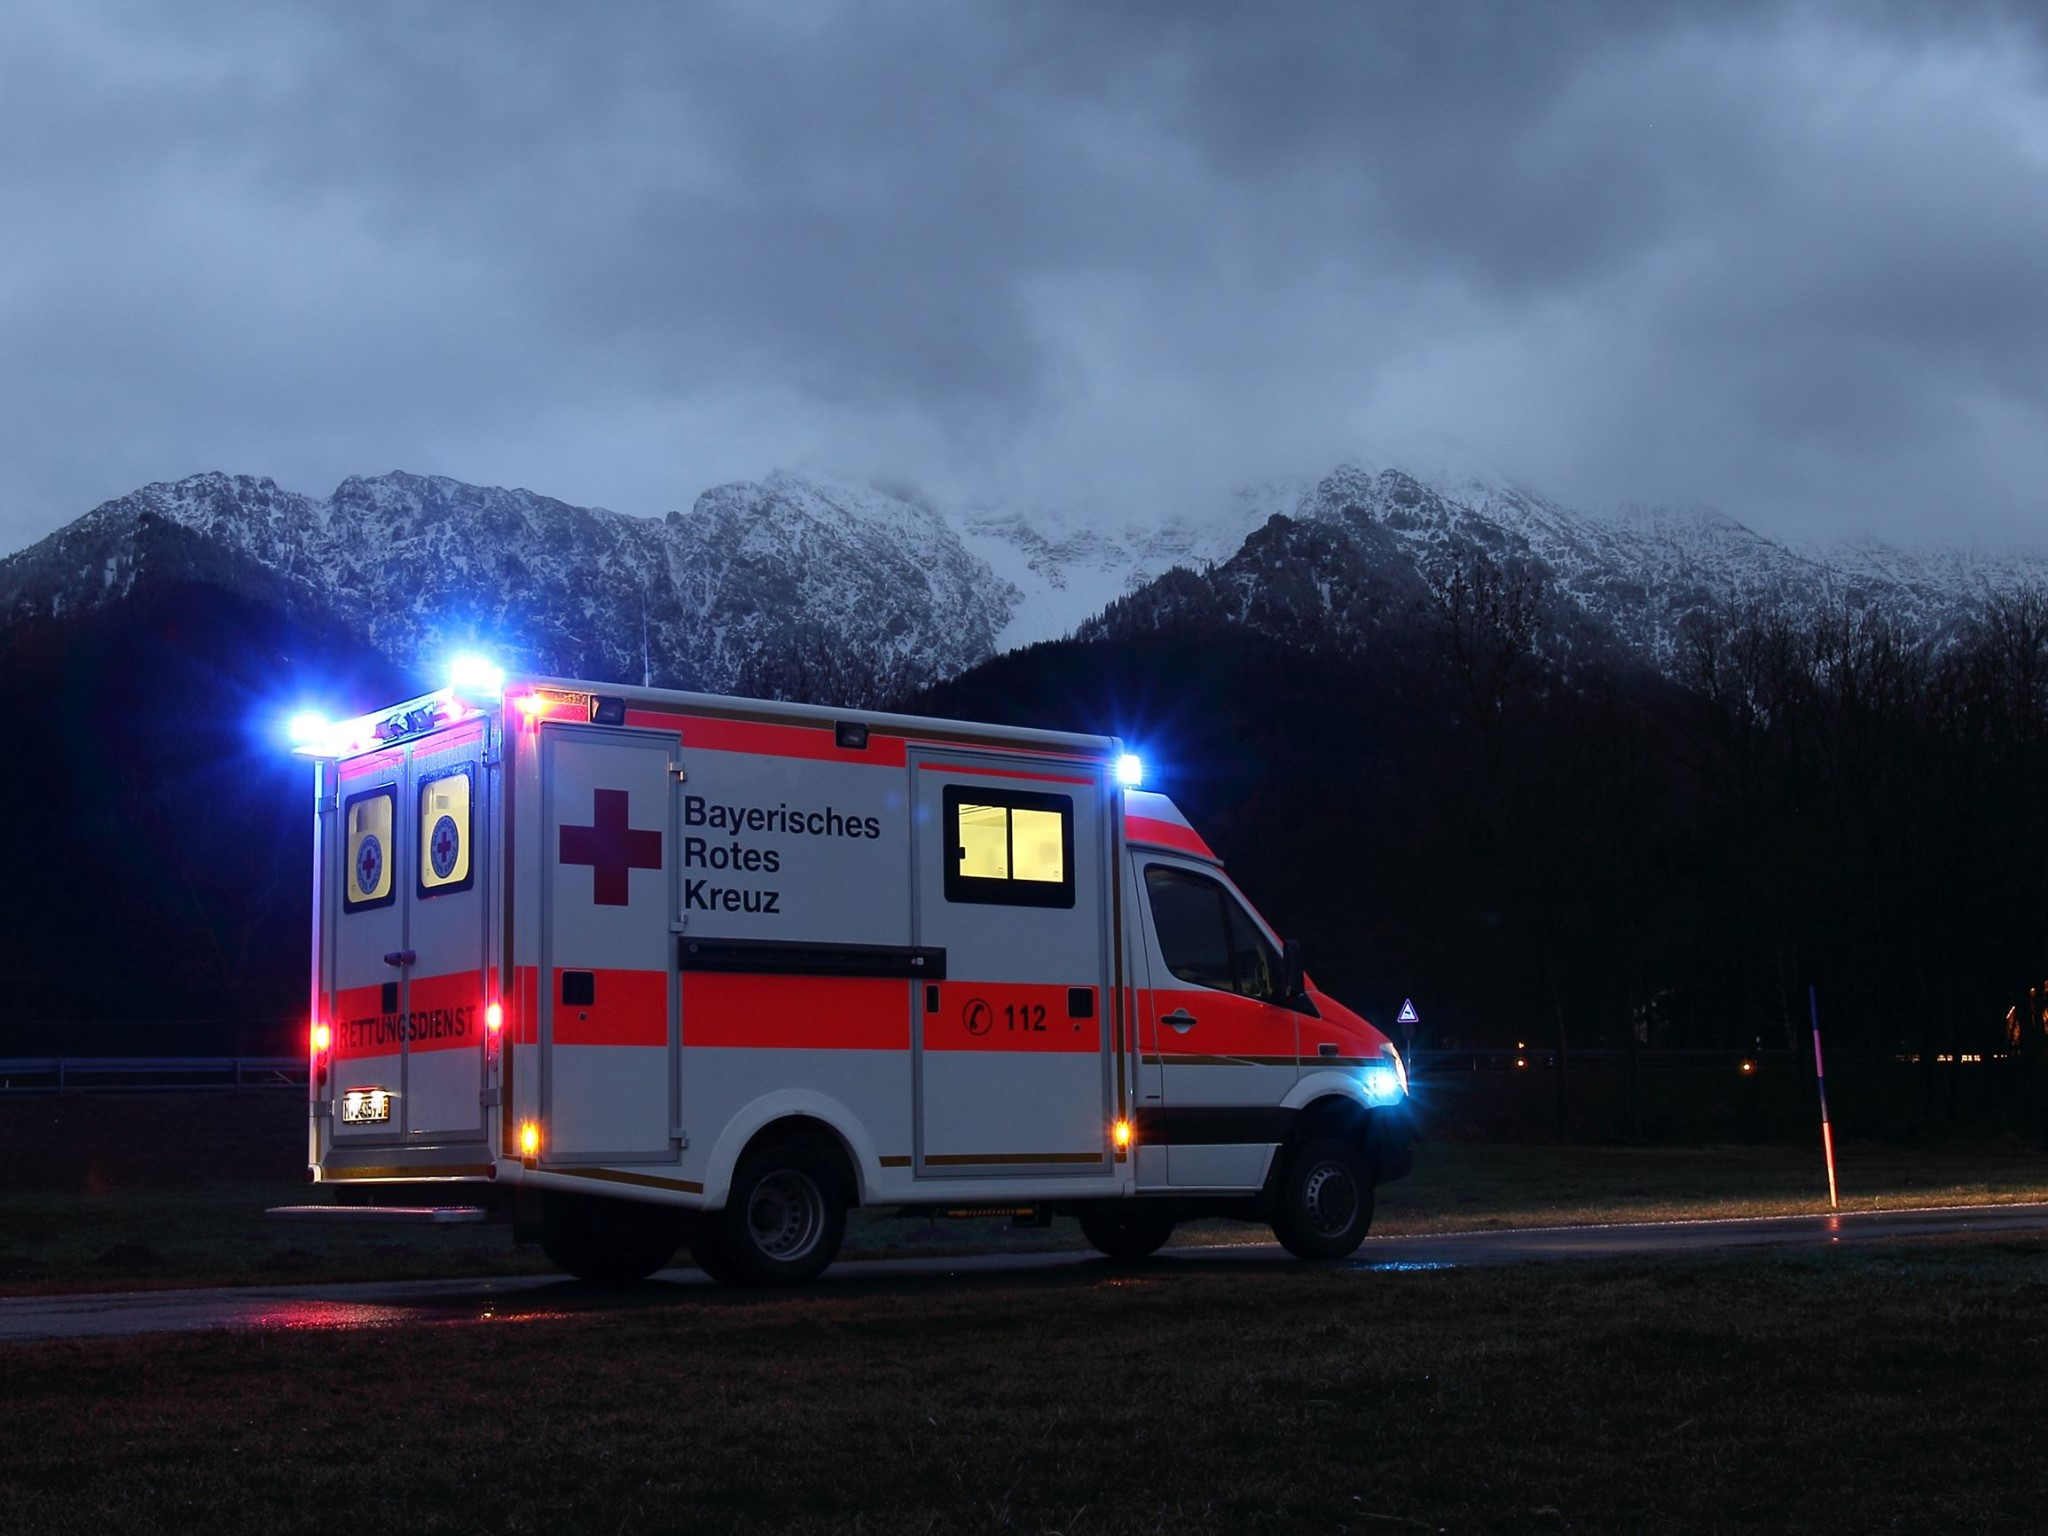 Bayerisches
Rotes
Kreuz
RETTUNGSDIENST
112